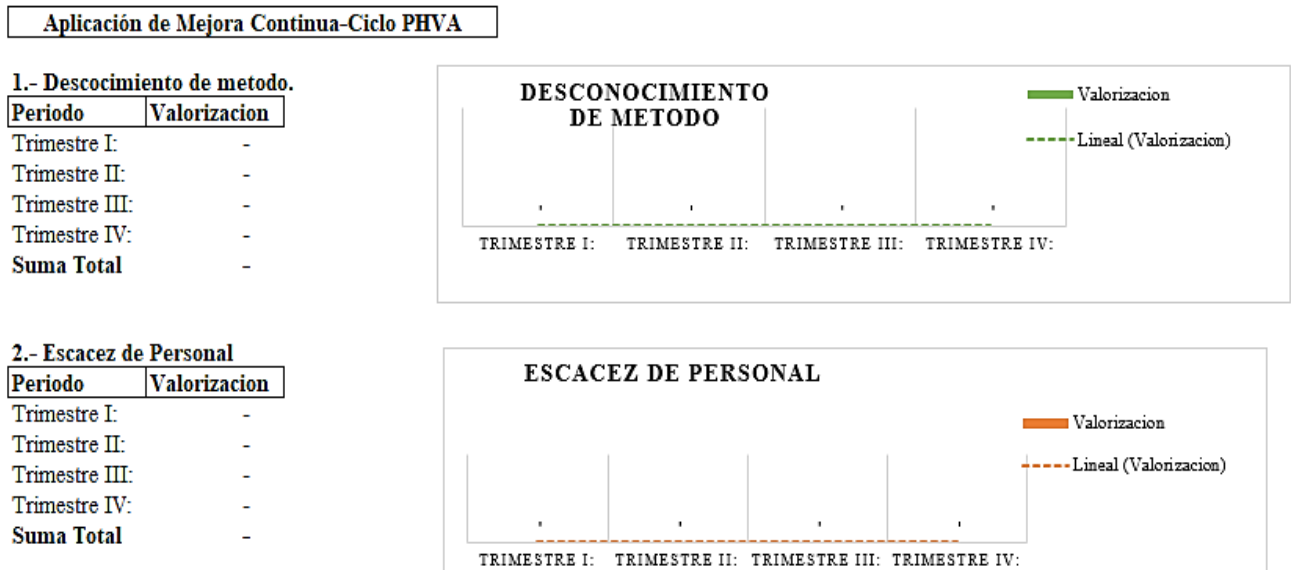 Aplicación de Mejora Continua-Ciclo PHVA
1.- Descocimiento de metodo.
Periodo Valorizacion
Trimestre I: -
Trimestre II: -
Trimestre III: -
Trimestre IV: -
Suma Total -
DESCONOCIMIENTO
DE METODO
Valorizacion
Lineal (Valorizacion)
TRIMESTRE I: TRIMESTRE II: TRIMESTRE III: TRIMESTRE IV:
2.- Escacez de Personal
Periodo Valorizacion
Trimestre I: -
Trimestre II: -
Trimestre III: -
Trimestre IV: -
Suma Total -
ESCACEZ DE PERSONAL
Valorizacion
Lineal (Valorizacion)
TRIMESTRE I: TRIMESTRE II: TRIMESTRE III: TRIMESTRE IV: